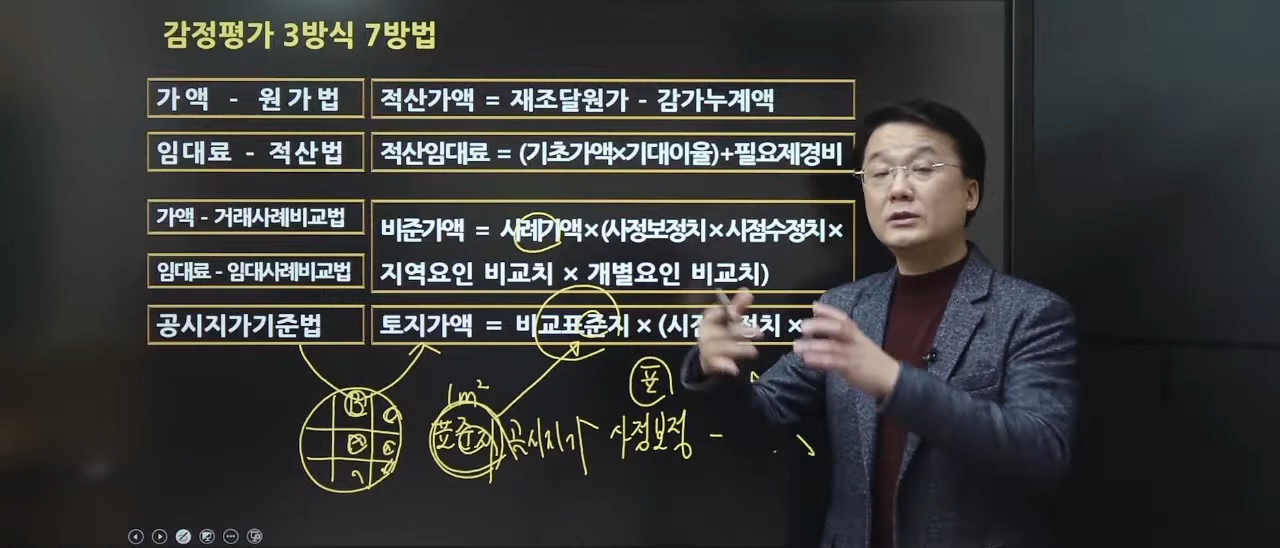 감정평가 3방식 7방법
가액 - 원가법
적산가액 = 재조달원가 - 감가누계액
임대료 - 적산법
적산임대료 = (기초가액×기대이율)+필요제경비
가액 - 거래사례비교법
임대료 - 임대사례비교법
비준가액 = 사례가액×(사정보정치×시점수정치×
지역요인 비교치 × 개별요인 비교치)
공시지가기준법
토지가액 = 비교표준지 × (시점 정치 ×
1m²
표
표준지 공시지가 사정보정 -